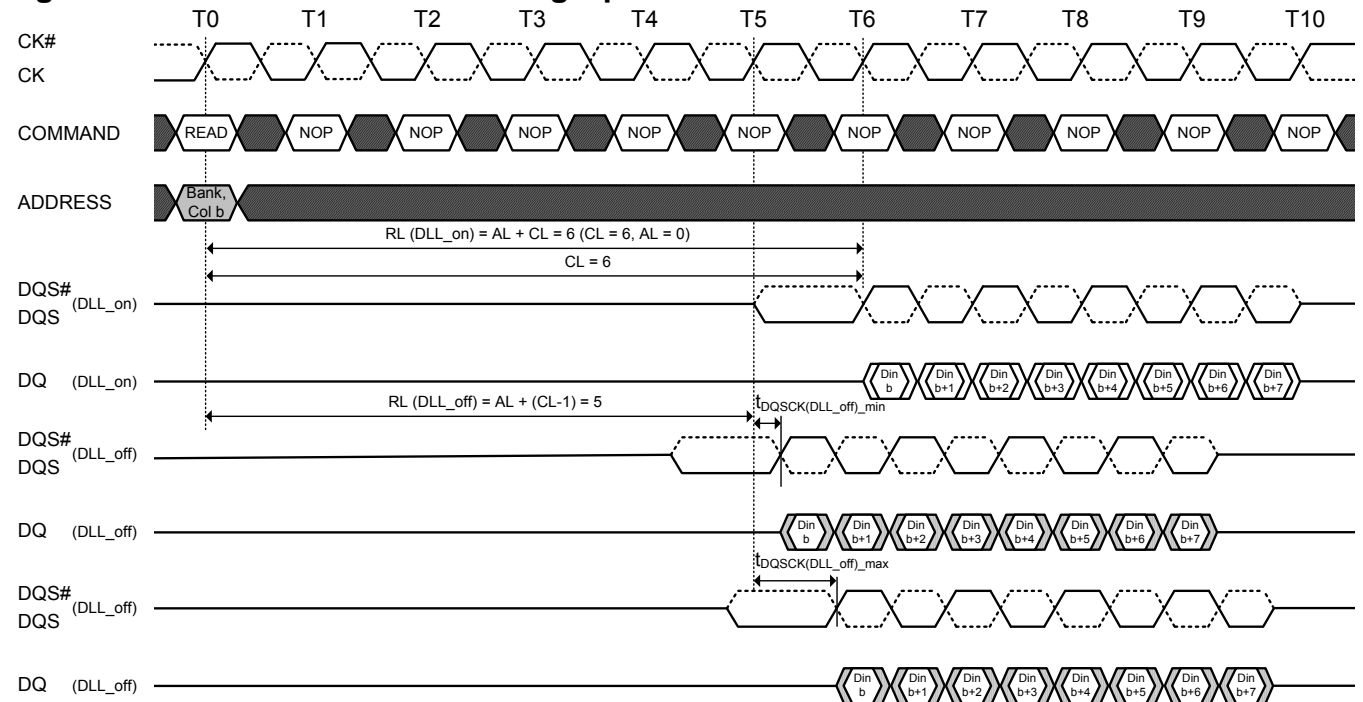 T0 T1 T2 T3 T4 T5 T6 T7 T8 T9 T10
CK#
CK
COMMAND READ NOP NOP NOP NOP NOP NOP NOP NOP NOP NOP
ADDRESS Bank,
Col b
RL (DLL_on) = AL + CL = 6 (CL = 6, AL = 0)
CL = 6
DQS# (DLL_on)
DQS
DQ (DLL_on) Din b Din b+1 Din b+2 Din b+3 Din b+4 Din b+5 Din b+6 Din b+7
RL (DLL_off) = AL + (CL-1) = 5 tDQSCK(DLL_off)_min
DQS# (DLL_off)
DQS
DQ (DLL_off) Din b Din b+1 Din b+2 Din b+3 Din b+4 Din b+5 Din b+6 Din b+7
tDQSCK(DLL_off)_max
DQS# (DLL_off)
DQS
DQ (DLL_off) Din b Din b+1 Din b+2 Din b+3 Din b+4 Din b+5 Din b+6 Din b+7